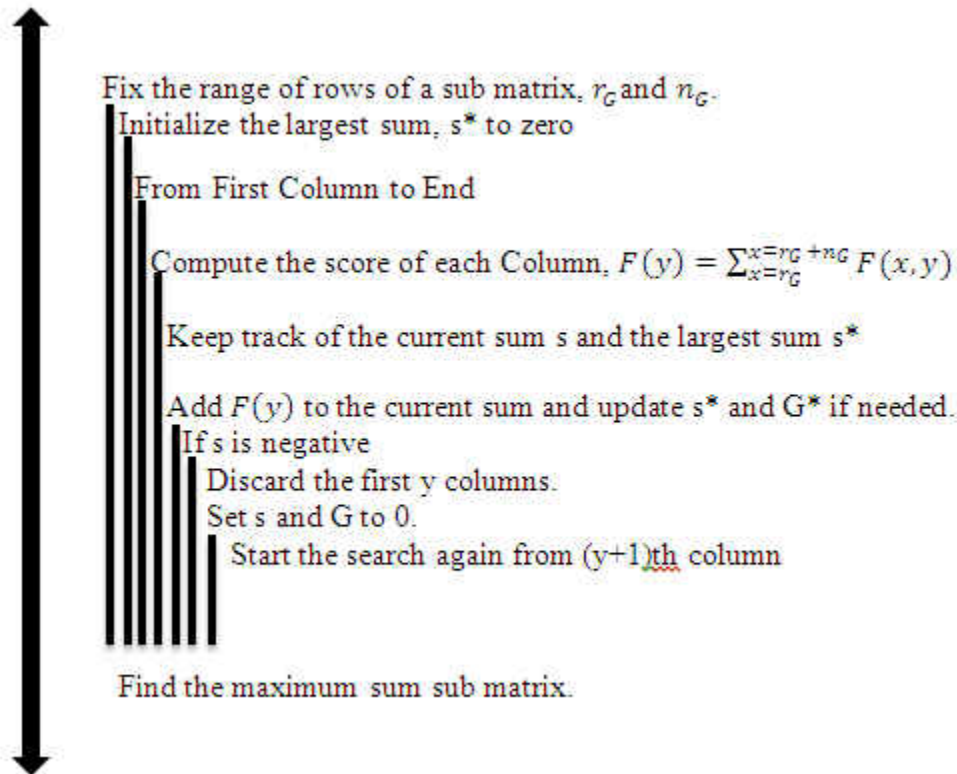 Fix the range of rows of a sub matrix, r_G and n_G.
Initialize the largest sum, s* to zero
From First Column to End
Compute the score of each Column, F(y) = ∑_{x=r_G}^{x=r_G+n_G} F(x,y)
Keep track of the current sum s and the largest sum s*
Add F(y) to the current sum and update s* and G* if needed.
If s is negative
Discard the first y columns.
Set s and G to 0.
Start the search again from (y+1)th column
Find the maximum sum sub matrix.